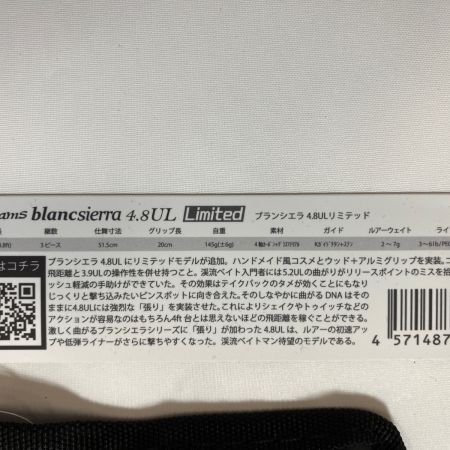 ams blancsierra 4.8UL Limited ブランシエラ 4.8ULリミテッド
長 継数 仕舞寸法 グリップ長 自重 素材 ガイド ルアーウェイト ライ
3ピース 51.5cm 20cm 145g(±6g) 2〜7g 3〜6lb/PE
はコチラ
ブランシエラ 4.8UL にリミテッドモデルが追加。ハンドメイド風コスメとウッド＋アルミグリップを実装。コ
飛距離と3.9ULの操作性を併せ持つこと。渓流ベイト入門者には5.2ULの曲がりがリリースポイントのミスを拾
ッシュ軽減の手助けができていた。その効果はテイクバックのタメが効くことにもなり
じっくりと撃ち込みたいピンスポットに向き合えた。そのしなやかに曲がる DNA はその
ままに4.8ULには強烈な「張り」を実装させた。これによりシェイクやトゥイッチなどの
アクションが容易なのはもちろん4ft 台とは思えないほどの飛距離を稼ぐことができる。
激しく曲がるブランシエラシリーズに「張り」が加わった 4.8UL は、ルアーの初速アッ
プや低弾ライナーがさらに撃ちやすくなった。渓流ベイトマン待望のモデルである。
4 571487